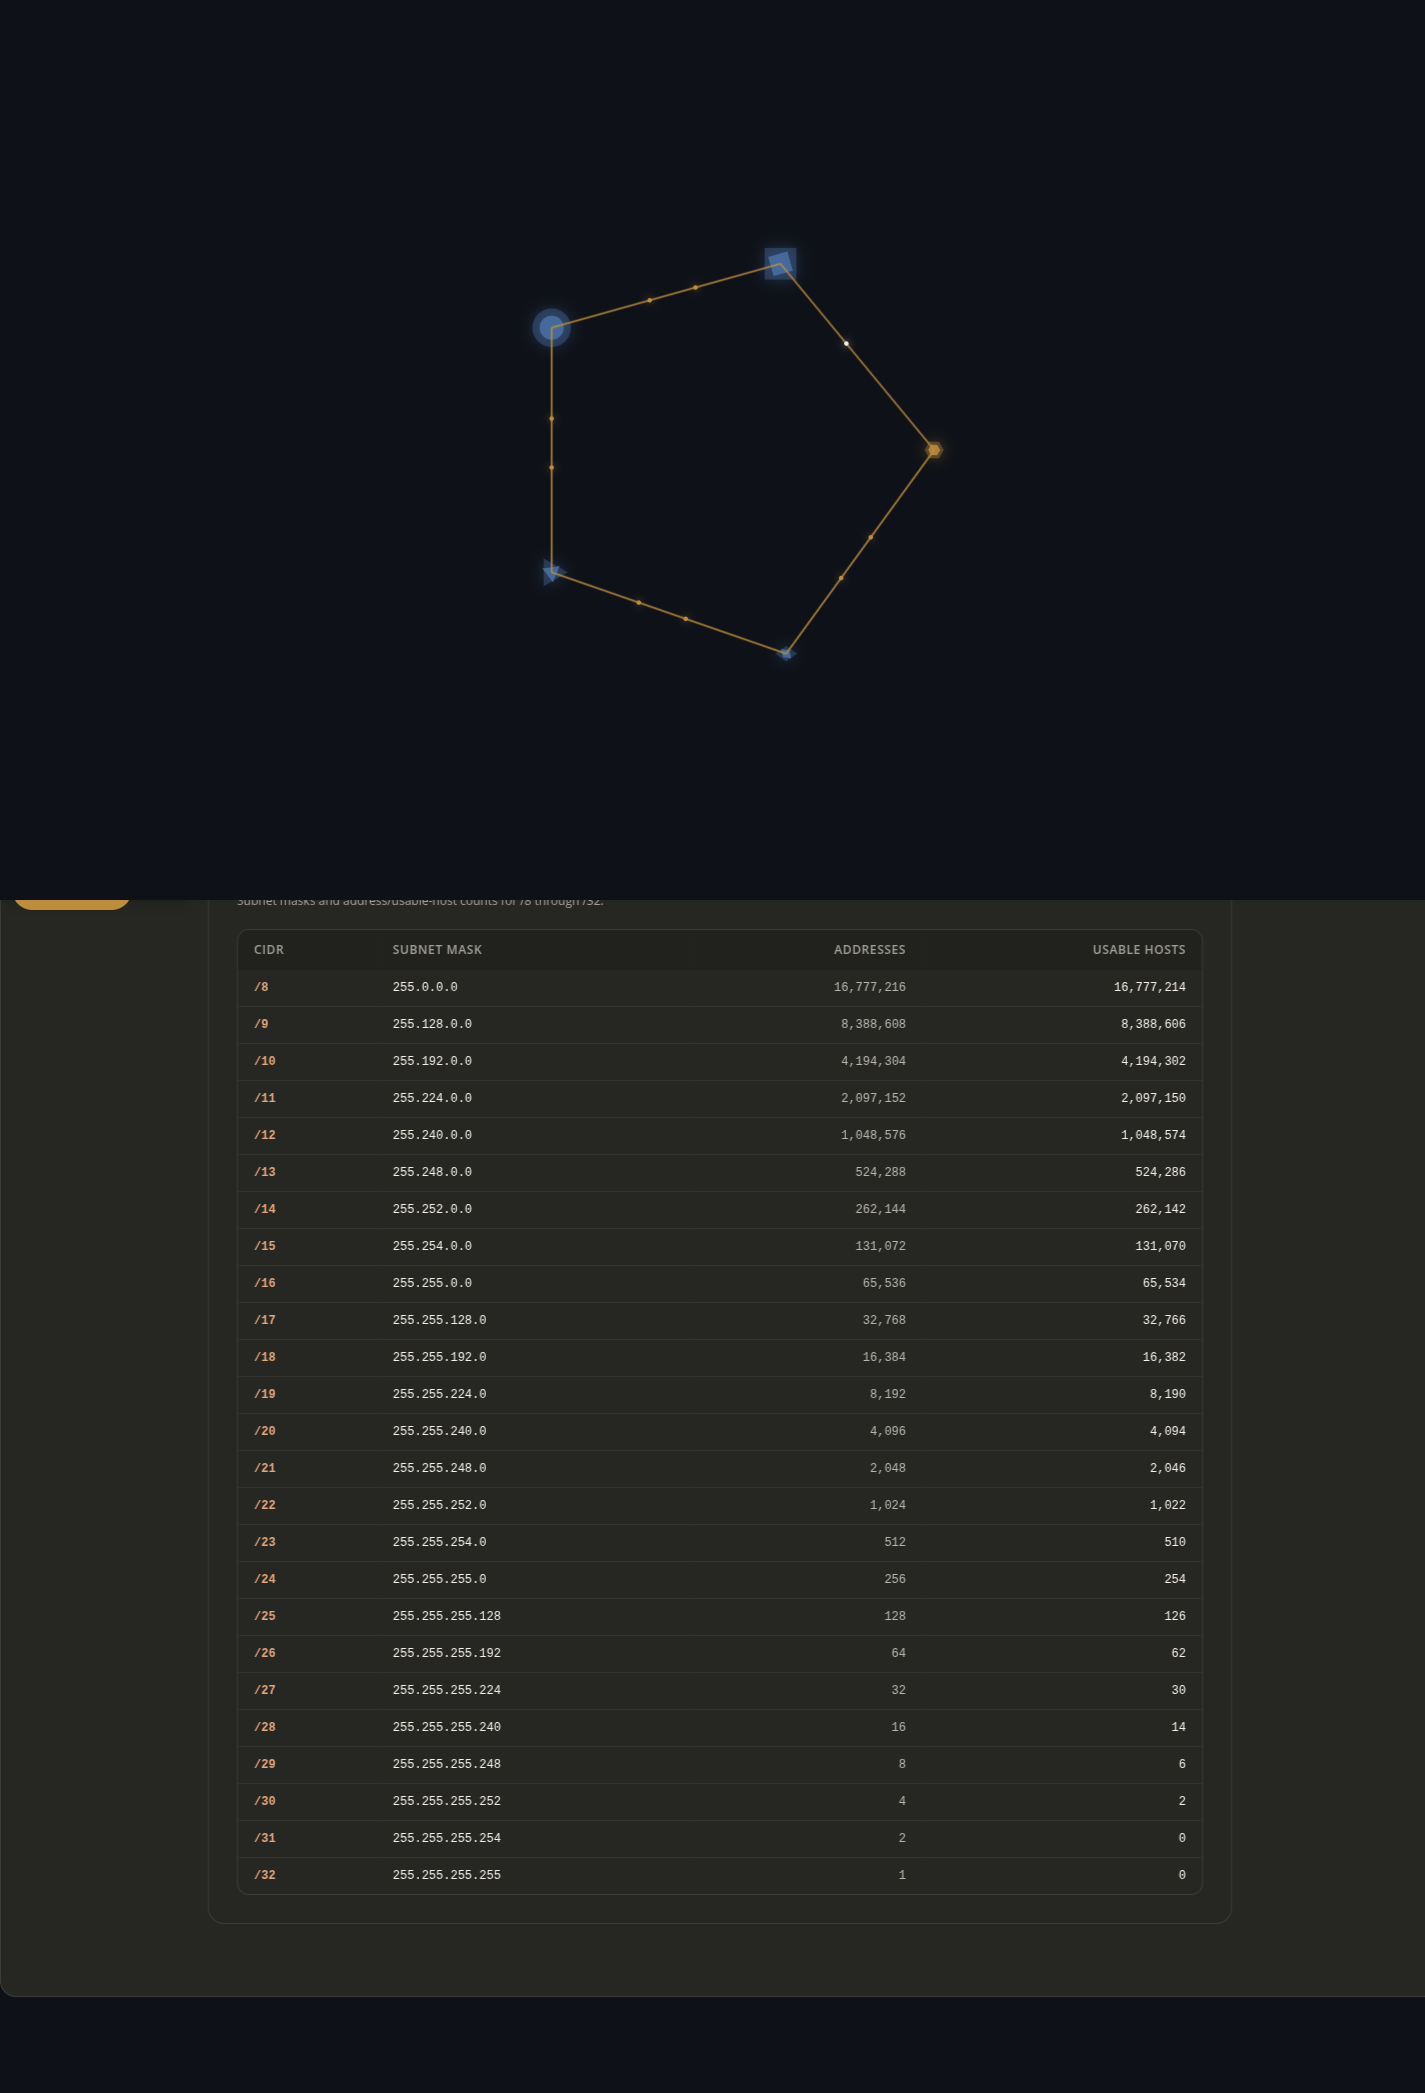 Subnet masks and address/usable-host counts for /8 through /32.
CIDR SUBNET MASK ADDRESSES USABLE HOSTS
/8 255.0.0.0 16,777,216 16,777,214
/9 255.128.0.0 8,388,608 8,388,606
/10 255.192.0.0 4,194,304 4,194,302
/11 255.224.0.0 2,097,152 2,097,150
/12 255.240.0.0 1,048,576 1,048,574
/13 255.248.0.0 524,288 524,286
/14 255.252.0.0 262,144 262,142
/15 255.254.0.0 131,072 131,070
/16 255.255.0.0 65,536 65,534
/17 255.255.128.0 32,768 32,766
/18 255.255.192.0 16,384 16,382
/19 255.255.224.0 8,192 8,190
/20 255.255.240.0 4,096 4,094
/21 255.255.248.0 2,048 2,046
/22 255.255.252.0 1,024 1,022
/23 255.255.254.0 512 510
/24 255.255.255.0 256 254
/25 255.255.255.128 128 126
/26 255.255.255.192 64 62
/27 255.255.255.224 32 30
/28 255.255.255.240 16 14
/29 255.255.255.248 8 6
/30 255.255.255.252 4 2
/31 255.255.255.254 2 0
/32 255.255.255.255 1 0